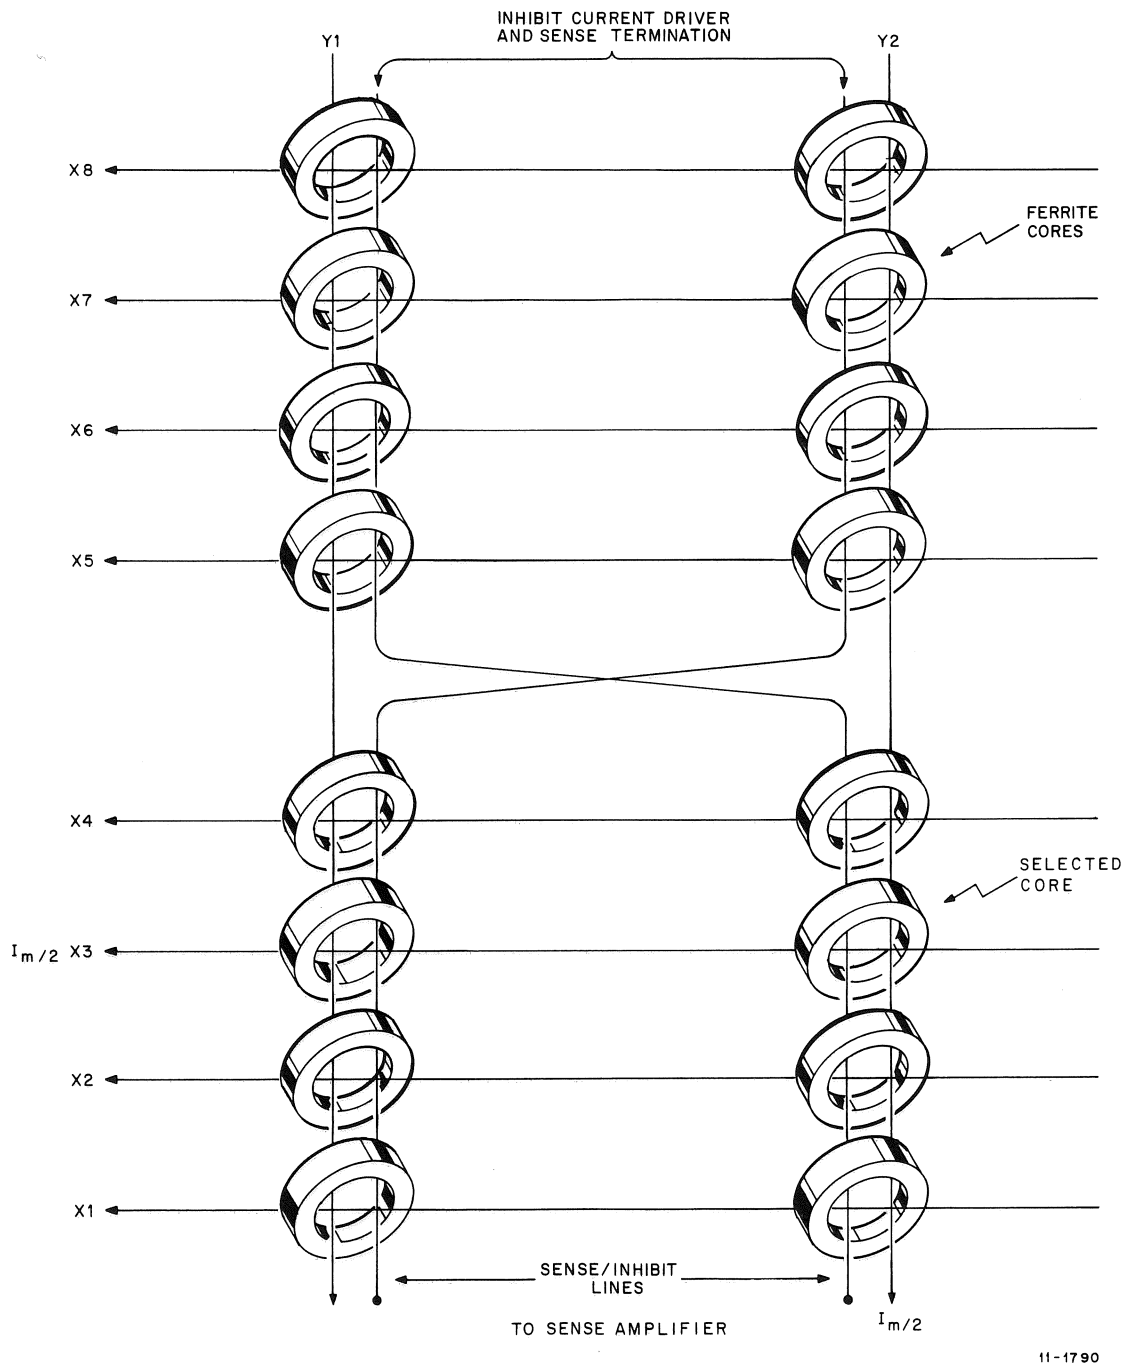 INHIBIT CURRENT DRIVER
AND SENSE TERMINATION
Y1
Y2
X8
FERRITE
CORES
X7
X6
X5
X4
SELECTED
CORE
Im/2 X3
X2
X1
SENSE/INHIBIT
LINES
Im/2
TO SENSE AMPLIFIER
11-1790